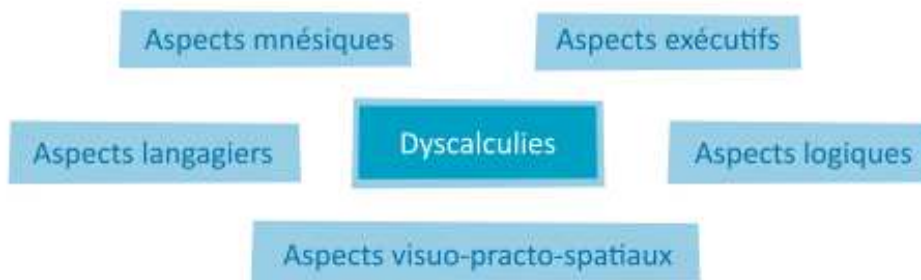 Aspects mnésiques
Aspects exécutifs
Aspects langagiers
Dyscalculies
Aspects logiques
Aspects visuo-practo-spatiaux